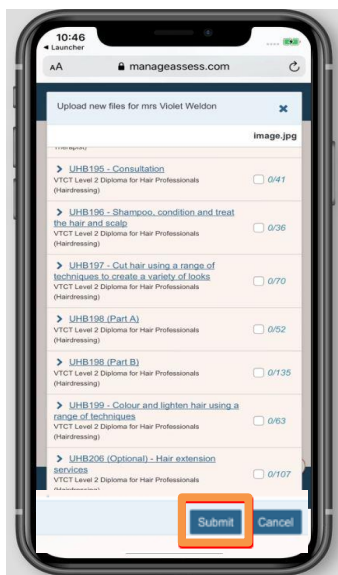 10:46
◄ Launcher
AA manageassess.com
Upload new files for mrs Violet Weldon ×
image.jpg
Therapist)
> UHB195 - Consultation
VTCT Level 2 Diploma for Hair Professionals
(Hairdressing)
0/41
> UHB196 - Shampoo, condition and treat
the hair and scalp
VTCT Level 2 Diploma for Hair Professionals
(Hairdressing)
0/36
> UHB197 - Cut hair using a range of
techniques to create a variety of looks
VTCT Level 2 Diploma for Hair Professionals
(Hairdressing)
0/70
> UHB198 (Part A)
VTCT Level 2 Diploma for Hair Professionals
(Hairdressing)
0/52
> UHB198 (Part B)
VTCT Level 2 Diploma for Hair Professionals
(Hairdressing)
0/135
> UHB199 - Colour and lighten hair using a
range of techniques
VTCT Level 2 Diploma for Hair Professionals
(Hairdressing)
0/63
> UHB206 (Optional) - Hair extension
services
VTCT Level 2 Diploma for Hair Professionals
(Hairdressing)
0/107
Submit Cancel